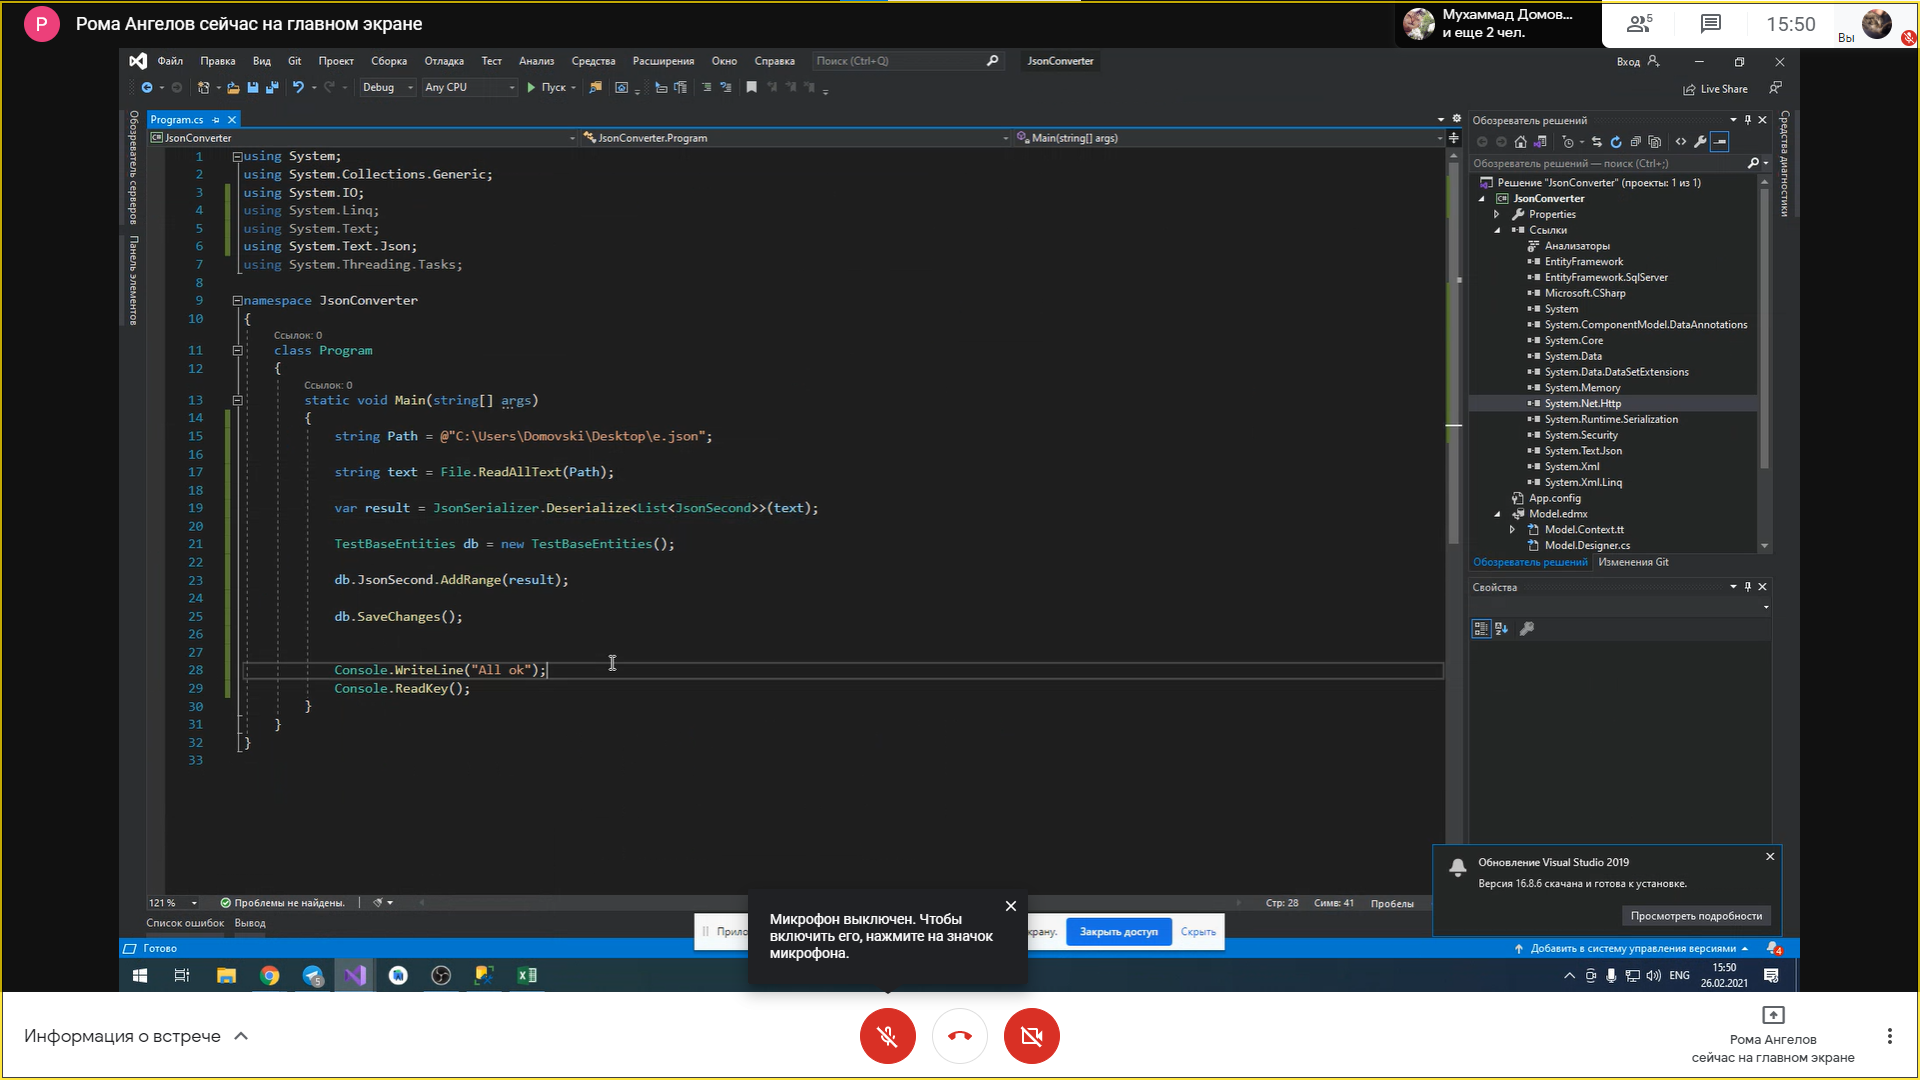 Р
Рома Ангелов сейчас на главном экране
Мухаммад Домов...
и еще 2 чел.
5
15:50
Вы
Файл Правка Вид Git Проект Сборка Отладка Тест Анализ Средства Расширения Окно Справка
Поиск (Ctrl+Q)
JsonConverter
Вход
Debug Any CPU Пуск
Live Share
Обозреватель серверов
Панель элементов
Program.cs
JsonConverter
JsonConverter.Program
Main(string[] args)
1 using System;
2 using System.Collections.Generic;
3 using System.IO;
4 using System.Linq;
5 using System.Text;
6 using System.Text.Json;
7 using System.Threading.Tasks;
8
9 namespace JsonConverter
10 {
Ссылок: 0
11 class Program
12 {
Ссылок: 0
13 static void Main(string[] args)
14 {
15 string Path = @"C:\Users\Domovski\Desktop\e.json";
16
17 string text = File.ReadAllText(Path);
18
19 var result = JsonSerializer.Deserialize<List<JsonSecond>>(text);
20
21 TestBaseEntities db = new TestBaseEntities();
22
23 db.JsonSecond.AddRange(result);
24
25 db.SaveChanges();
26
27
28 Console.WriteLine("All ok");
29 Console.ReadKey();
30 }
31 }
32 }
33
Обозреватель решений
Обозреватель решений — поиск (Ctrl+;)
Решение "JsonConverter" (проекты: 1 из 1)
JsonConverter
Properties
Ссылки
Анализаторы
EntityFramework
EntityFramework.SqlServer
Microsoft.CSharp
System
System.ComponentModel.DataAnnotations
System.Core
System.Data
System.Data.DataSetExtensions
System.Memory
System.Net.Http
System.Runtime.Serialization
System.Security
System.Text.Json
System.Xml
System.Xml.Linq
App.config
Model.edmx
Model.Context.tt
Model.Designer.cs
Обозреватель решений Изменения Git
Средства диагностики
Свойства
Обновление Visual Studio 2019
Версия 16.8.6 скачана и готова к установке.
Просмотреть подробности
121 %
Проблемы не найдены.
Стр: 28 Симв: 41 Пробелы
Список ошибок Вывод
Микрофон выключен. Чтобы
включить его, нажмите на значок
микрофона.
Закрыть доступ
Скрыть
Готово
Добавить в систему управления версиями
4
5
ENG
15:50
26.02.2021
Информация о встрече
Рома Ангелов
сейчас на главном экране